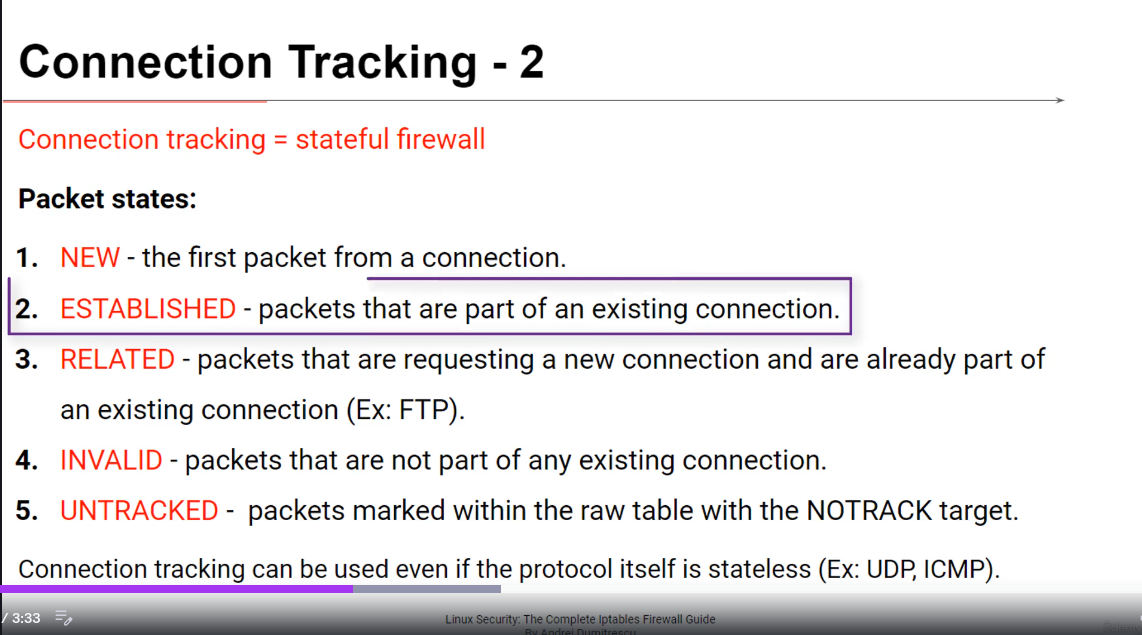 Connection Tracking - 2
Connection tracking = stateful firewall
Packet states:
1. NEW - the first packet from a connection.
2. ESTABLISHED - packets that are part of an existing connection.
3. RELATED - packets that are requesting a new connection and are already part of
an existing connection (Ex: FTP).
4. INVALID - packets that are not part of any existing connection.
5. UNTRACKED - packets marked within the raw table with the NOTRACK target.
Connection tracking can be used even if the protocol itself is stateless (Ex: UDP, ICMP).
/ 3:33
Linux Security: The Complete Iptables Firewall Guide
By Andrei Dumitrescu